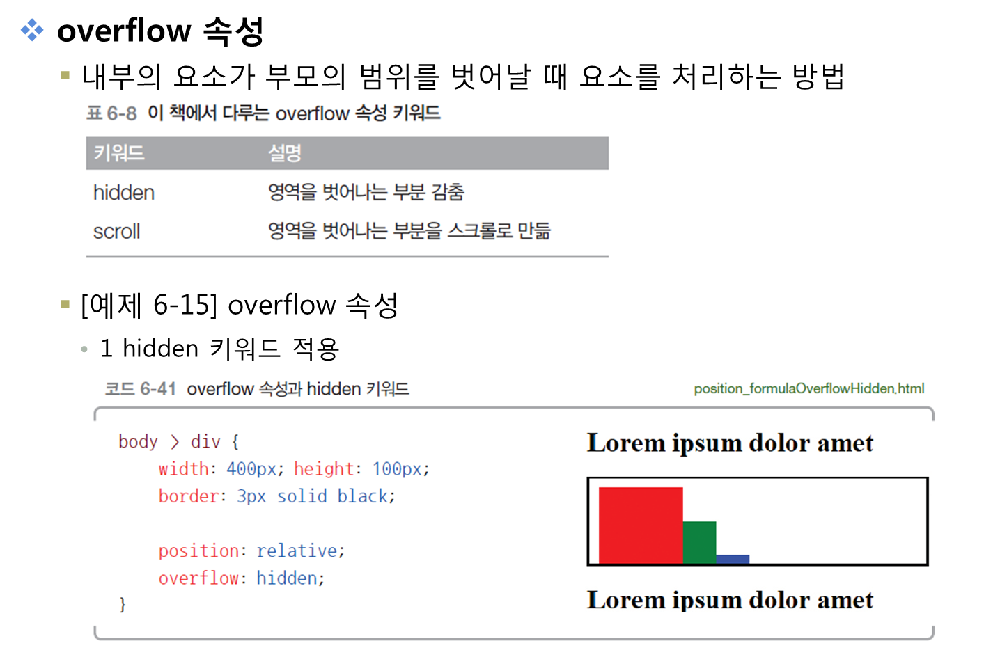 overflow 속성
내부의 요소가 부모의 범위를 벗어날 때 요소를 처리하는 방법
표 6-8 이 책에서 다루는 overflow 속성 키워드
키워드 설명
hidden 영역을 벗어나는 부분 감춤
scroll 영역을 벗어나는 부분을 스크롤로 만듦
[예제 6-15] overflow 속성
1 hidden 키워드 적용
코드 6-41 overflow 속성과 hidden 키워드 position_formulaOverflowHidden.html
body > div {
width: 400px; height: 100px;
border: 3px solid black;
position: relative;
overflow: hidden;
}
Lorem ipsum dolor amet
Lorem ipsum dolor amet